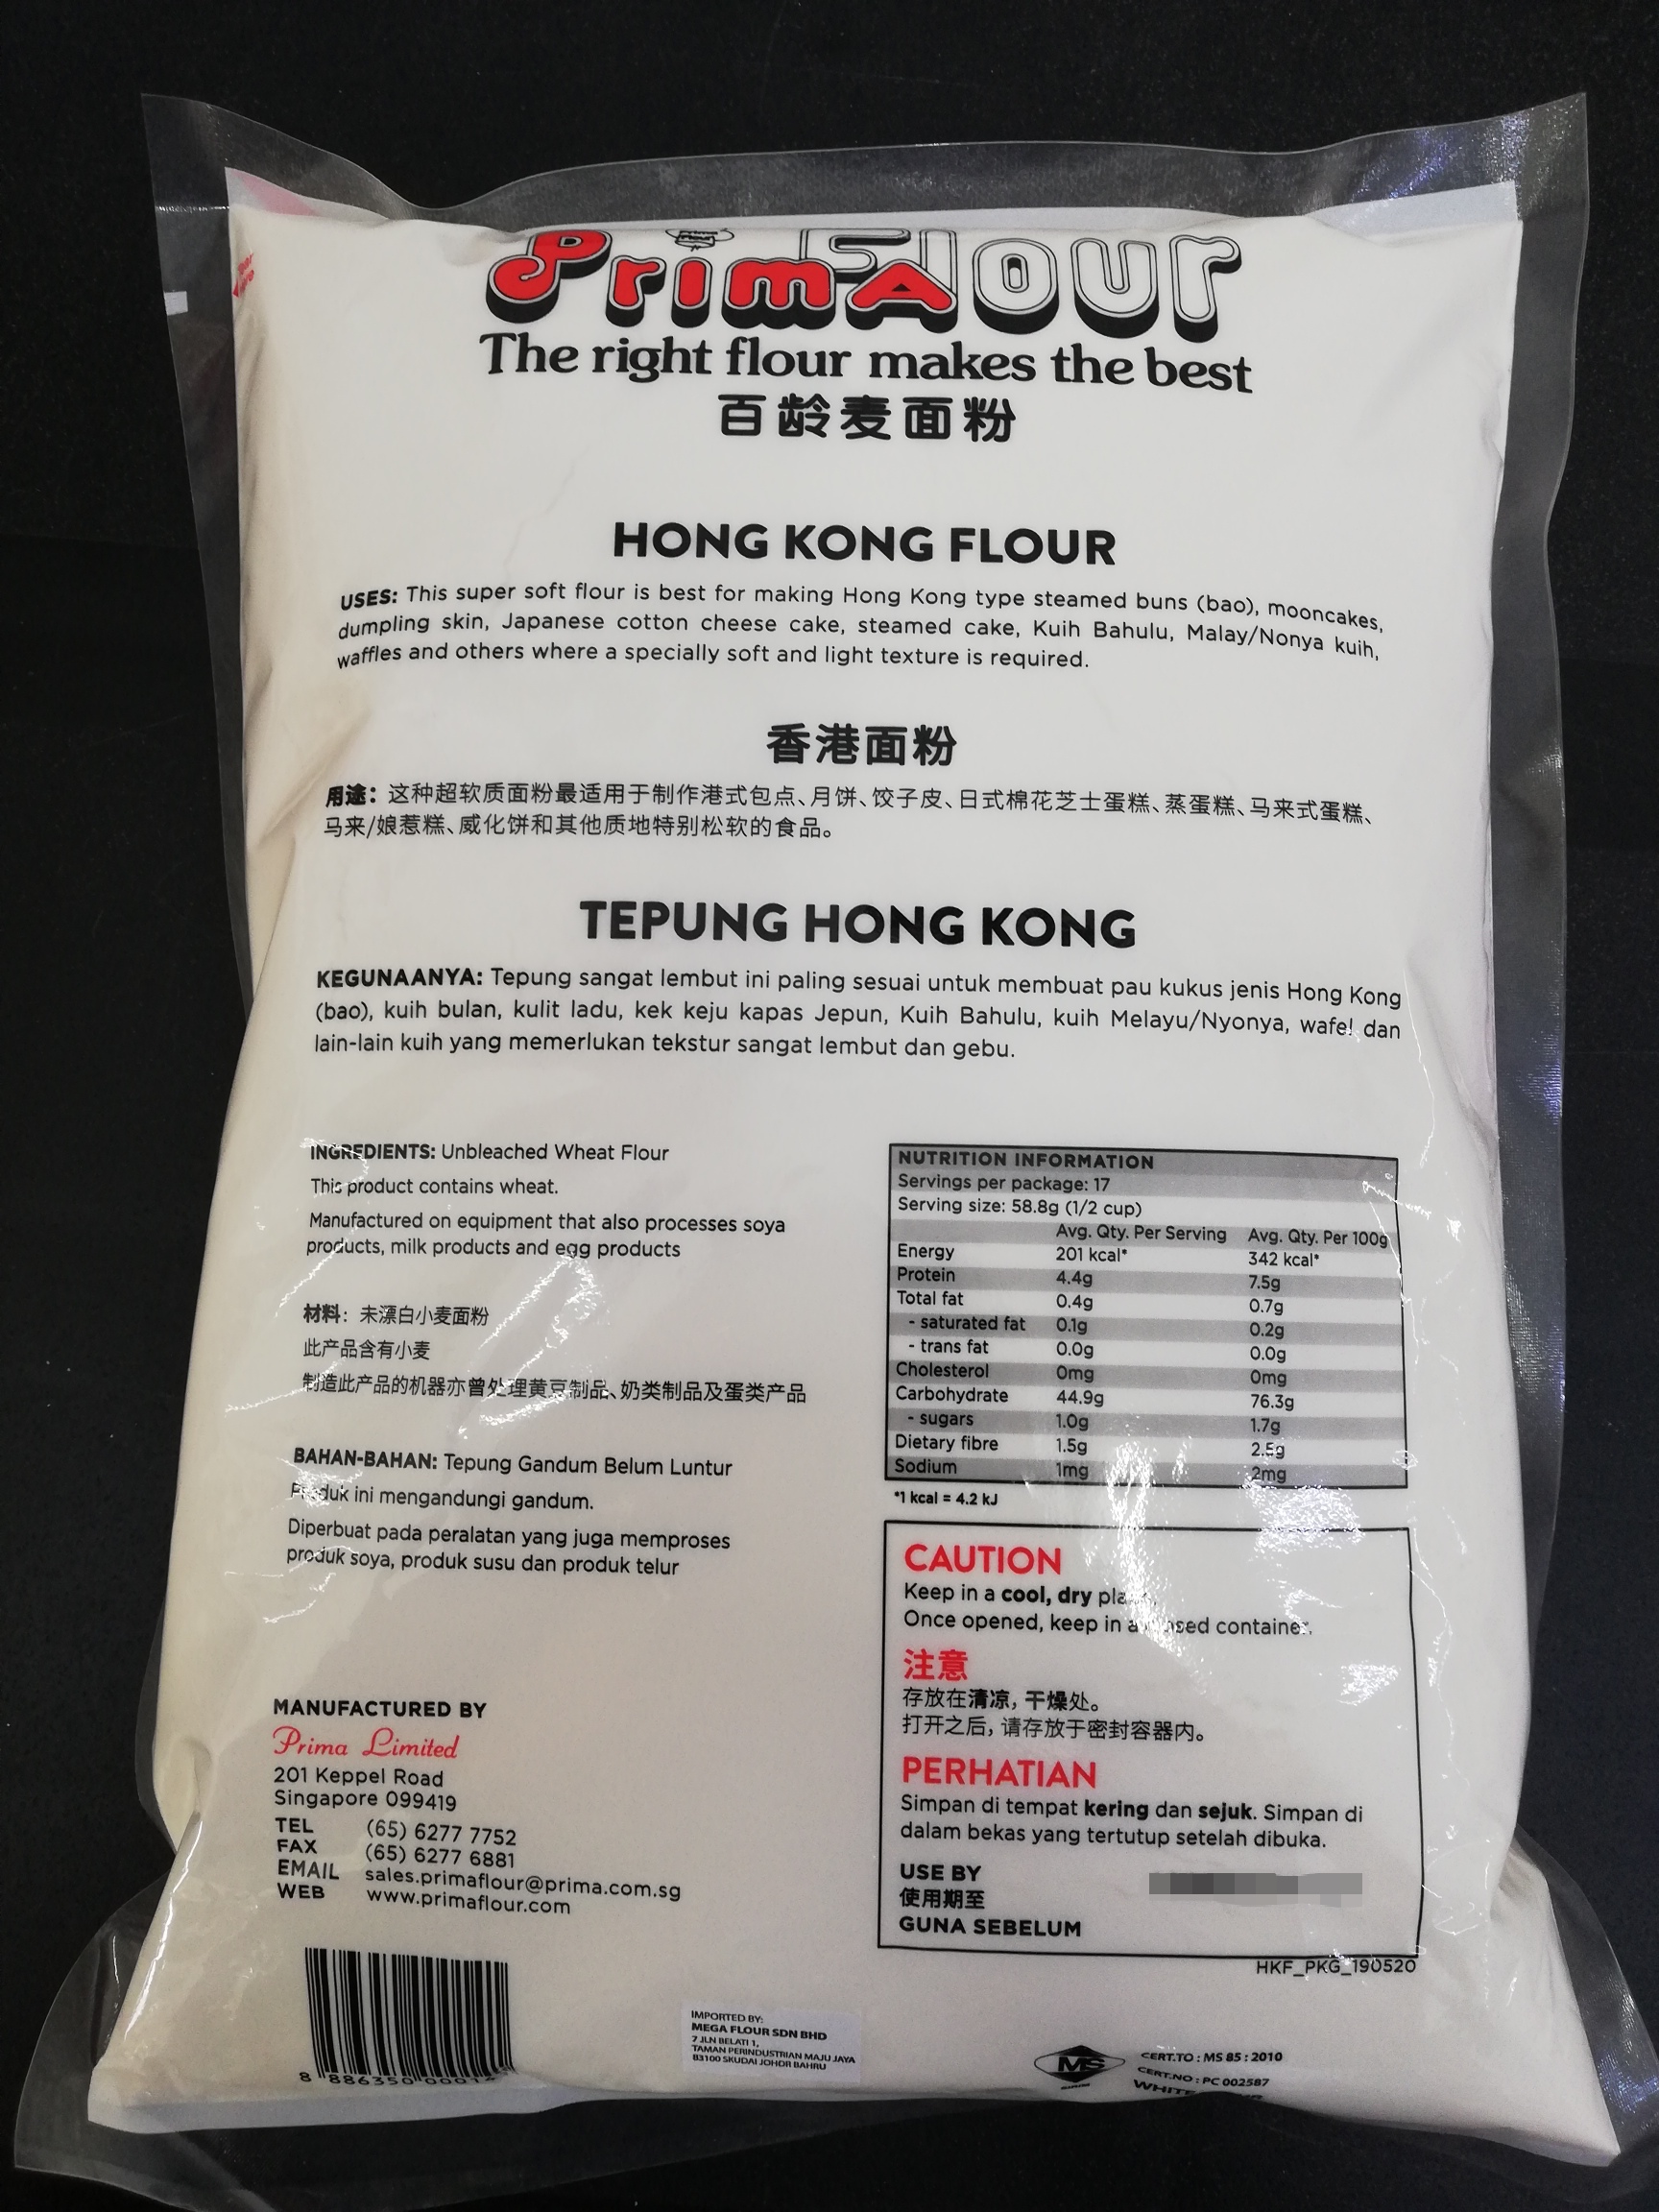 Prima Flour
The right flour makes the best
百龄麦面粉
HONG KONG FLOUR
USES: This super soft flour is best for making Hong Kong type steamed buns (bao), mooncakes,
dumpling skin, Japanese cotton cheese cake, steamed cake, Kuih Bahulu, Malay/Nonya kuih,
waffles and others where a specially soft and light texture is required.
香港面粉
用途：这种超软质面粉最适用于制作港式包点、月饼、饺子皮、日式棉花芝士蛋糕、蒸蛋糕、马来式蛋糕、
马来/娘惹糕、威化饼和其他质地特别松软的食品。
TEPUNG HONG KONG
KEGUNAANYA: Tepung sangat lembut ini paling sesuai untuk membuat pau kukus jenis Hong Kong
(bao), kuih bulan, kulit ladu, kek keju kapas Jepun, Kuih Bahulu, kuih Melayu/Nyonya, wafel dan
lain-lain kuih yang memerlukan tekstur sangat lembut dan gebu.
INGREDIENTS: Unbleached Wheat Flour
This product contains wheat.
Manufactured on equipment that also processes soya
products, milk products and egg products
材料：未漂白小麦面粉
此产品含有小麦
制造此产品的机器亦曾处理黄豆制品、奶类制品及蛋类产品
BAHAN-BAHAN: Tepung Gandum Belum Luntur
Produk ini mengandungi gandum.
Diperbuat pada peralatan yang juga memproses
produk soya, produk susu dan produk telur
MANUFACTURED BY
Prima Limited
201 Keppel Road
Singapore 099419
TEL (65) 6277 7752
FAX (65) 6277 6881
EMAIL sales.primaflour@prima.com.sg
WEB www.primaflour.com
NUTRITION INFORMATION
Servings per package: 17
Serving size: 58.8g (1/2 cup)
Avg. Qty. Per Serving Avg. Qty. Per 100g
Energy 201 kcal* 342 kcal*
Protein 4.4g 7.5g
Total fat 0.4g 0.7g
- saturated fat 0.1g 0.2g
- trans fat 0.0g 0.0g
Cholesterol 0mg 0mg
Carbohydrate 44.9g 76.3g
- sugars 1.0g 1.7g
Dietary fibre 1.5g 2.5g
Sodium 1mg 2mg
*1 kcal = 4.2 kJ
CAUTION
Keep in a cool, dry
Once opened, keep in container.
注意
存放在清凉，干燥处。
打开之后，请存放于密封容器内。
PERHATIAN
Simpan di tempat kering dan sejuk. Simpan di
dalam bekas yang tertutup setelah dibuka.
USE BY
使用期至
GUNA SEBELUM
HKF_PKG_190520
IMPORTED BY:
MEGA FLOUR SDN BHD
7 JLN BELATI 1,
TAMAN PERINDUSTRIAN MAJU JAYA
83100 SKUDAI JOHOR BAHRU
MS
CERT.TO : MS 85 : 2010
CERT.NO : PC 002587